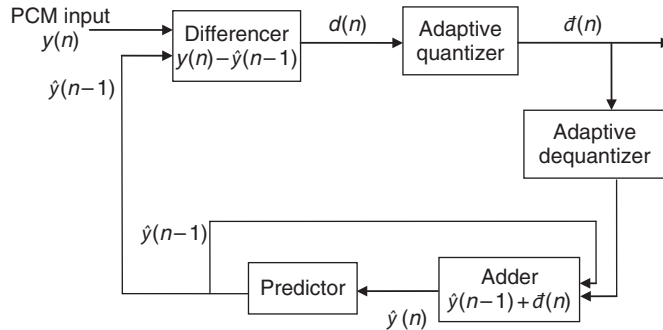 PCM input
y(n)
Differencer
y(n)−ŷ(n−1)
d(n)
Adaptive
quantizer
đ(n)
ŷ(n−1)
Adaptive
dequantizer
ŷ(n−1)
Predictor
ŷ(n)
Adder
ŷ(n−1)+đ(n)